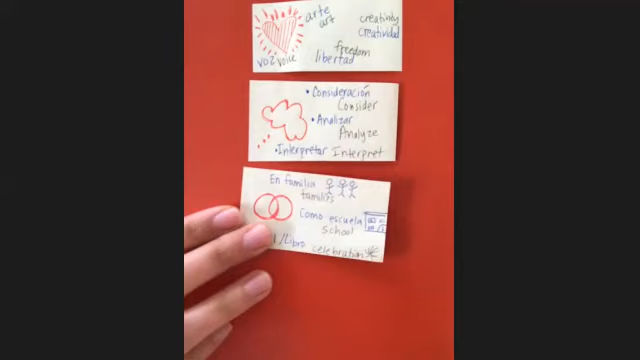 arte
art
creativity
Creatividad
freedom
libertad
voz voice
• Consideración
Consider
• Analizar
Analyze
• Interpretar Interpret
En familia
families
Como escuela
school
/Libro celebration